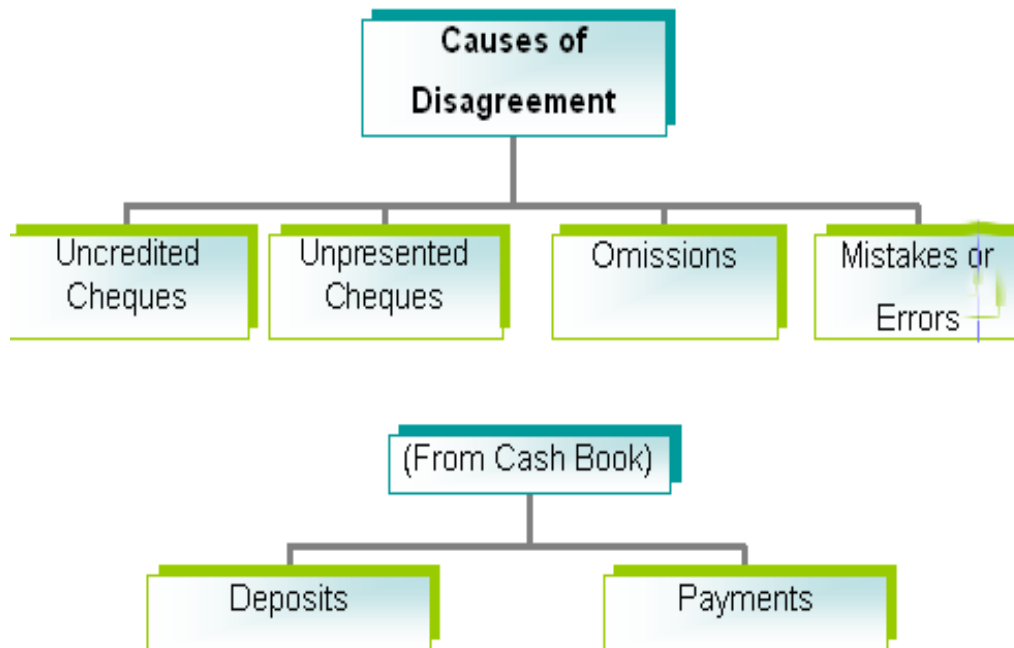 Causes of
Disagreement
Uncredited
Cheques
Unpresented
Cheques
Omissions
Mistakes or
Errors
(From Cash Book)
Deposits
Payments